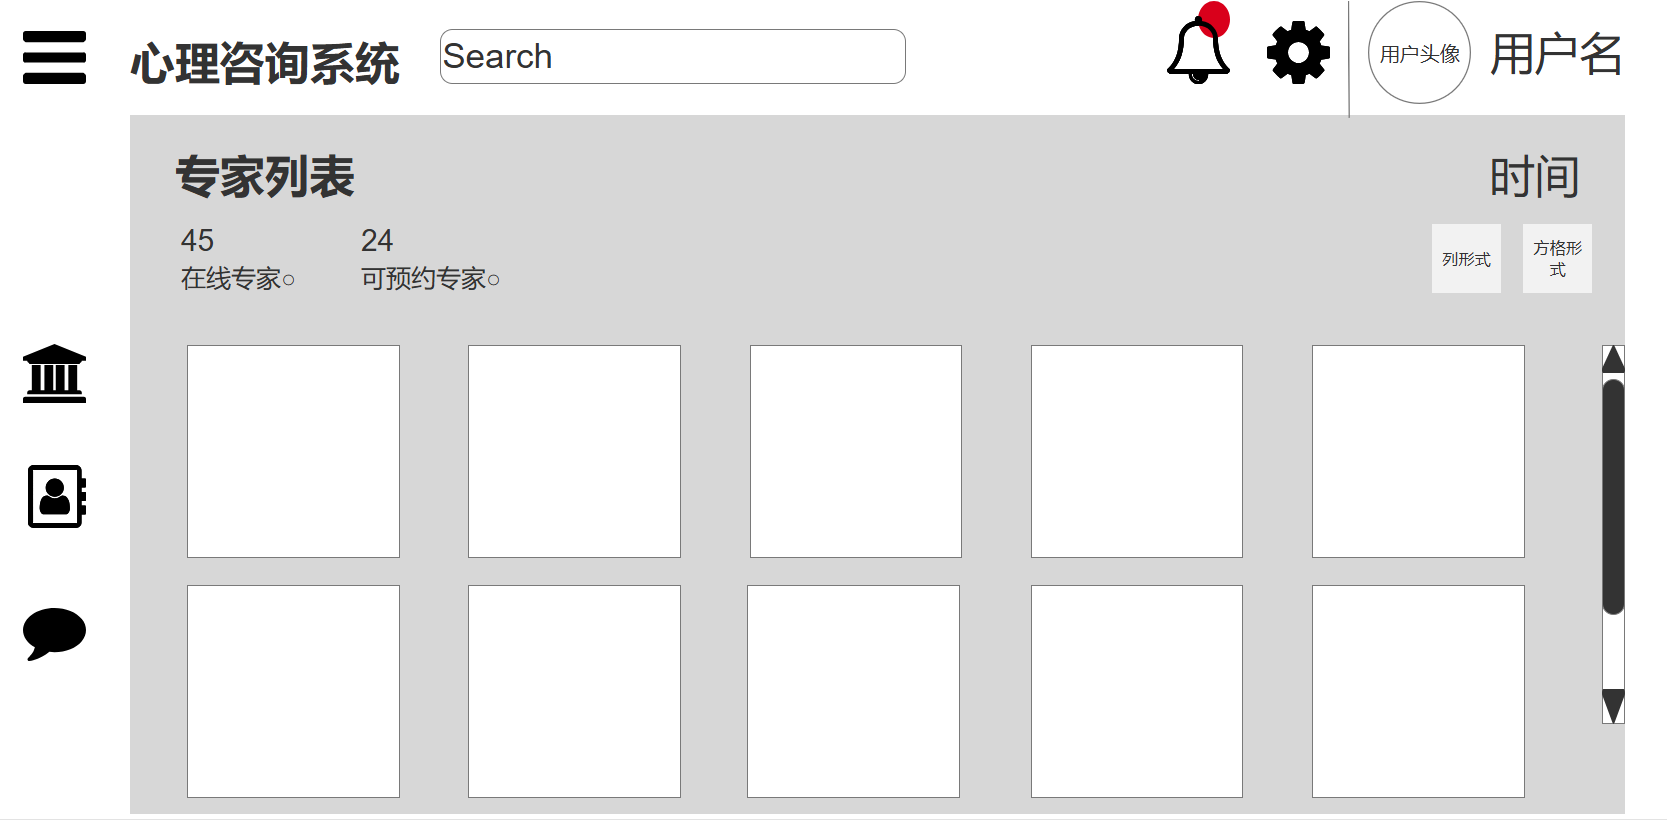 心理咨询系统
Search
用户头像
用户名
专家列表
时间
45
24
在线专家○
可预约专家○
列形式
方格形
式